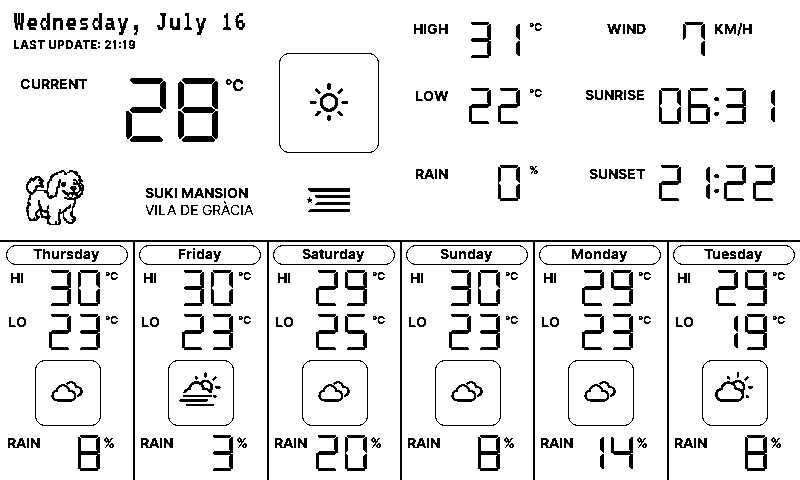 Wednesday, July 16
LAST UPDATE: 21:19
CURRENT 28 °C
SUKI MANSION
VILA DE GRÀCIA
HIGH 31 °C
LOW 22 °C
RAIN 0 %
WIND 7 KM/H
SUNRISE 06:31
SUNSET 21:22
Thursday
HI 30 °C
LO 23 °C
RAIN 8 %
Friday
HI 30 °C
LO 23 °C
RAIN 3 %
Saturday
HI 29 °C
LO 25 °C
RAIN 20 %
Sunday
HI 30 °C
LO 23 °C
RAIN 8 %
Monday
HI 29 °C
LO 23 °C
RAIN 14 %
Tuesday
HI 29 °C
LO 19 °C
RAIN 8 %